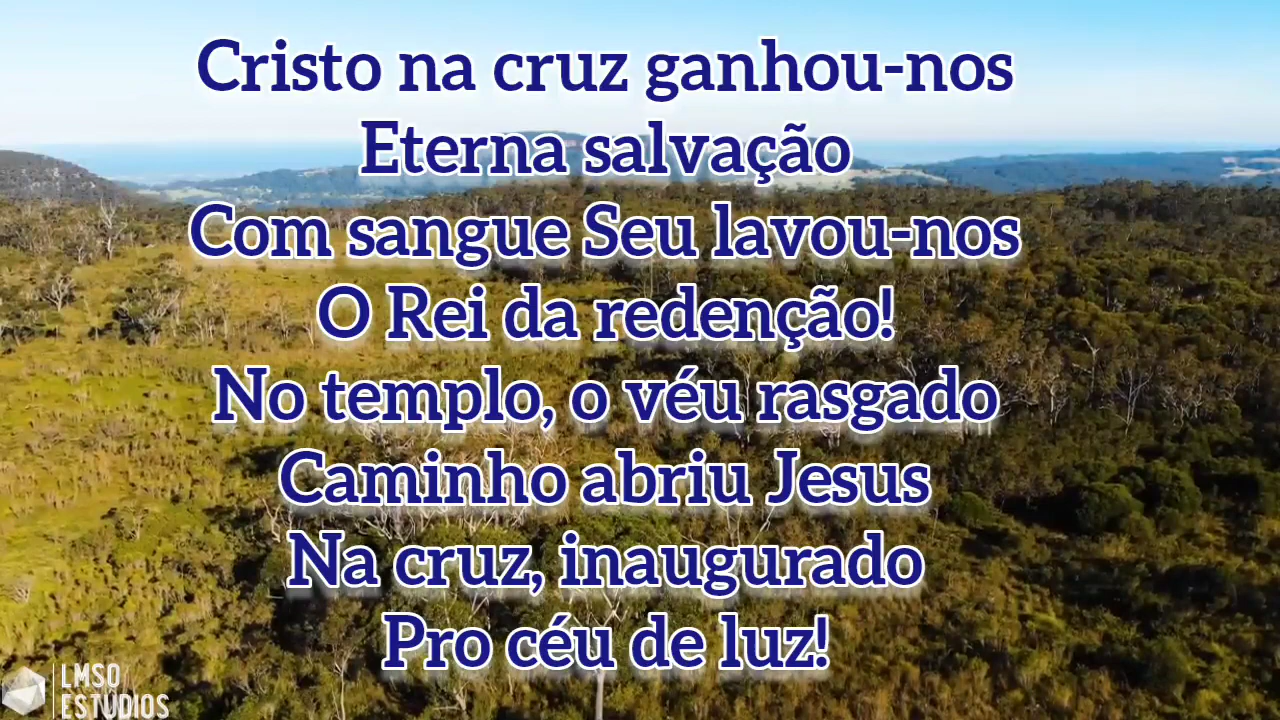 Cristo na cruz ganhou-nos
Eterna salvação
Com sangue Seu lavou-nos
O Rei da redenção!
No templo, o véu rasgado
Caminho abriu Jesus
Na cruz, inaugurado
Pro céu de luz!
LMSO
ESTUDIOS